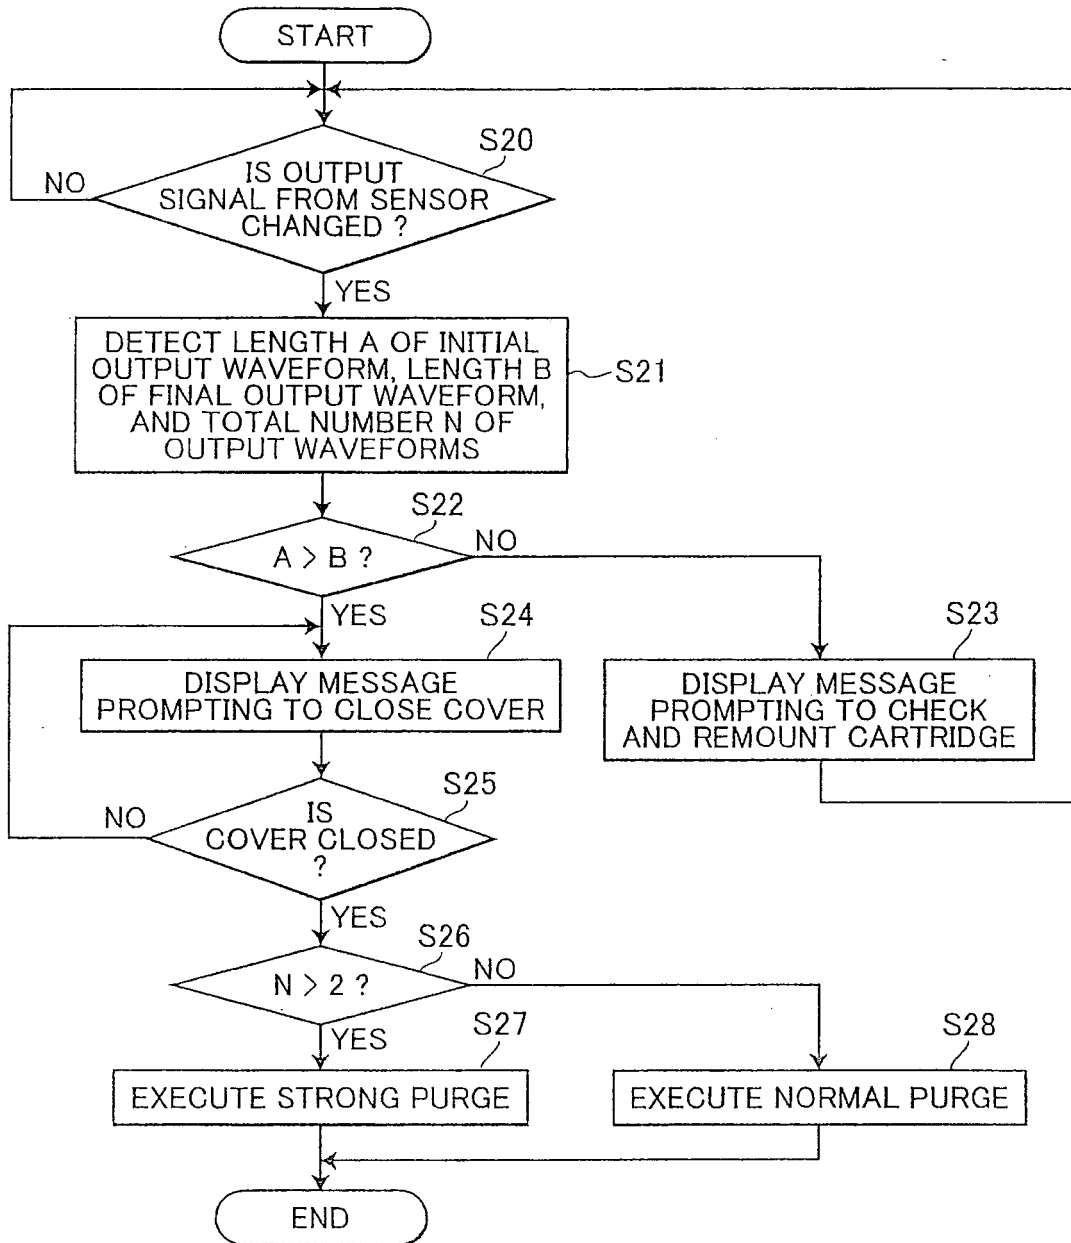 START
S20
IS OUTPUT
SIGNAL FROM SENSOR
CHANGED ?
NO
YES
DETECT LENGTH A OF INITIAL
OUTPUT WAVEFORM, LENGTH B
OF FINAL OUTPUT WAVEFORM,
AND TOTAL NUMBER N OF
OUTPUT WAVEFORMS
S21
S22
A > B ?
NO
YES
S24
DISPLAY MESSAGE
PROMPTING TO CLOSE COVER
S23
DISPLAY MESSAGE
PROMPTING TO CHECK
AND REMOUNT CARTRIDGE
S25
IS
COVER CLOSED
?
NO
YES
S26
N > 2 ?
NO
YES
S27
EXECUTE STRONG PURGE
S28
EXECUTE NORMAL PURGE
END